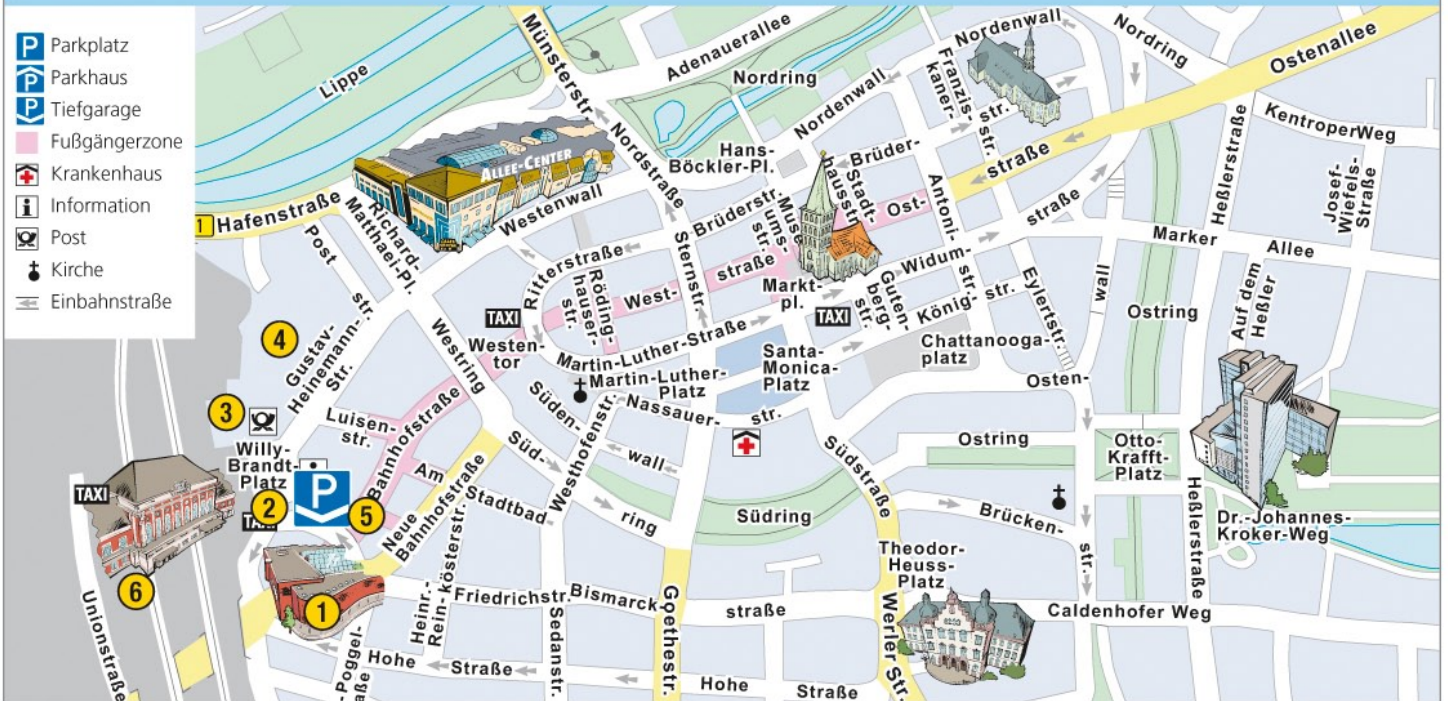 P Parkplatz
P Parkhaus
P Tiefgarage
Fußgängerzone
Krankenhaus
i Information
Post
Kirche
Einbahnstraße
Lippe
Münsterstr.
Adenauerallee
Nordring
Nordenwall
Nordenwall
Franzis-
kaner-
str.
Nordring
Ostenallee
Kentroper Weg
Heßlerstraße
Josef-
Wiefels-
Straße
Hans-
Böckler-Pl.
Nordstraße
ALLEE-CENTER
Westenwall
1 Hafenstraße
Richard-
Matthaei-Pl.
Post
str.
Brüder-
str.
Stadt-
hausstr.
Ost-
straße
Antoni-
str.
Brüderstr.
Muse-
ums-
str.
Ritterstraße
Röding-
hauser-
str.
Sternstr.
West-
straße
Markt-
pl.
TAXI
Widum-
straße
Guten-
berg-
str.
König-
str.
Eylertstr.
wall
Marker
Allee
Auf dem
Heßler
Ostring
Chattanooga-
platz
Osten-
Santa-
Monica-
Platz
TAXI
Westen-
tor
Martin-Luther-Straße
Martin-Luther-
Platz
Nassauer-
str.
Westring
Gustav-
Heinemann-
Str.
4
3
Luisen-
str.
Willy-
Brandt-
Platz
Bahnhofstraße
Süden-
wall
Süd-
ring
Westhofenstr.
Am
Stadtbad
Neue
Bahnhofstraße
Südring
Südstraße
Ostring
Otto-
Krafft-
Platz
Brücken-
str.
Heßlerstraße
Dr.-Johannes-
Kroker-Weg
TAXI
2
P
5
6
1
Unionstraße
Heinr.-
Rein-
kösterstr.
Friedrichstr.
Sedanstr.
Bismarck-
straße
Goethestr.
Theodor-
Heuss-
Platz
Werler Str.
Caldenhofer Weg
Poggel-
Hohe
Straße
Hohe
Straße